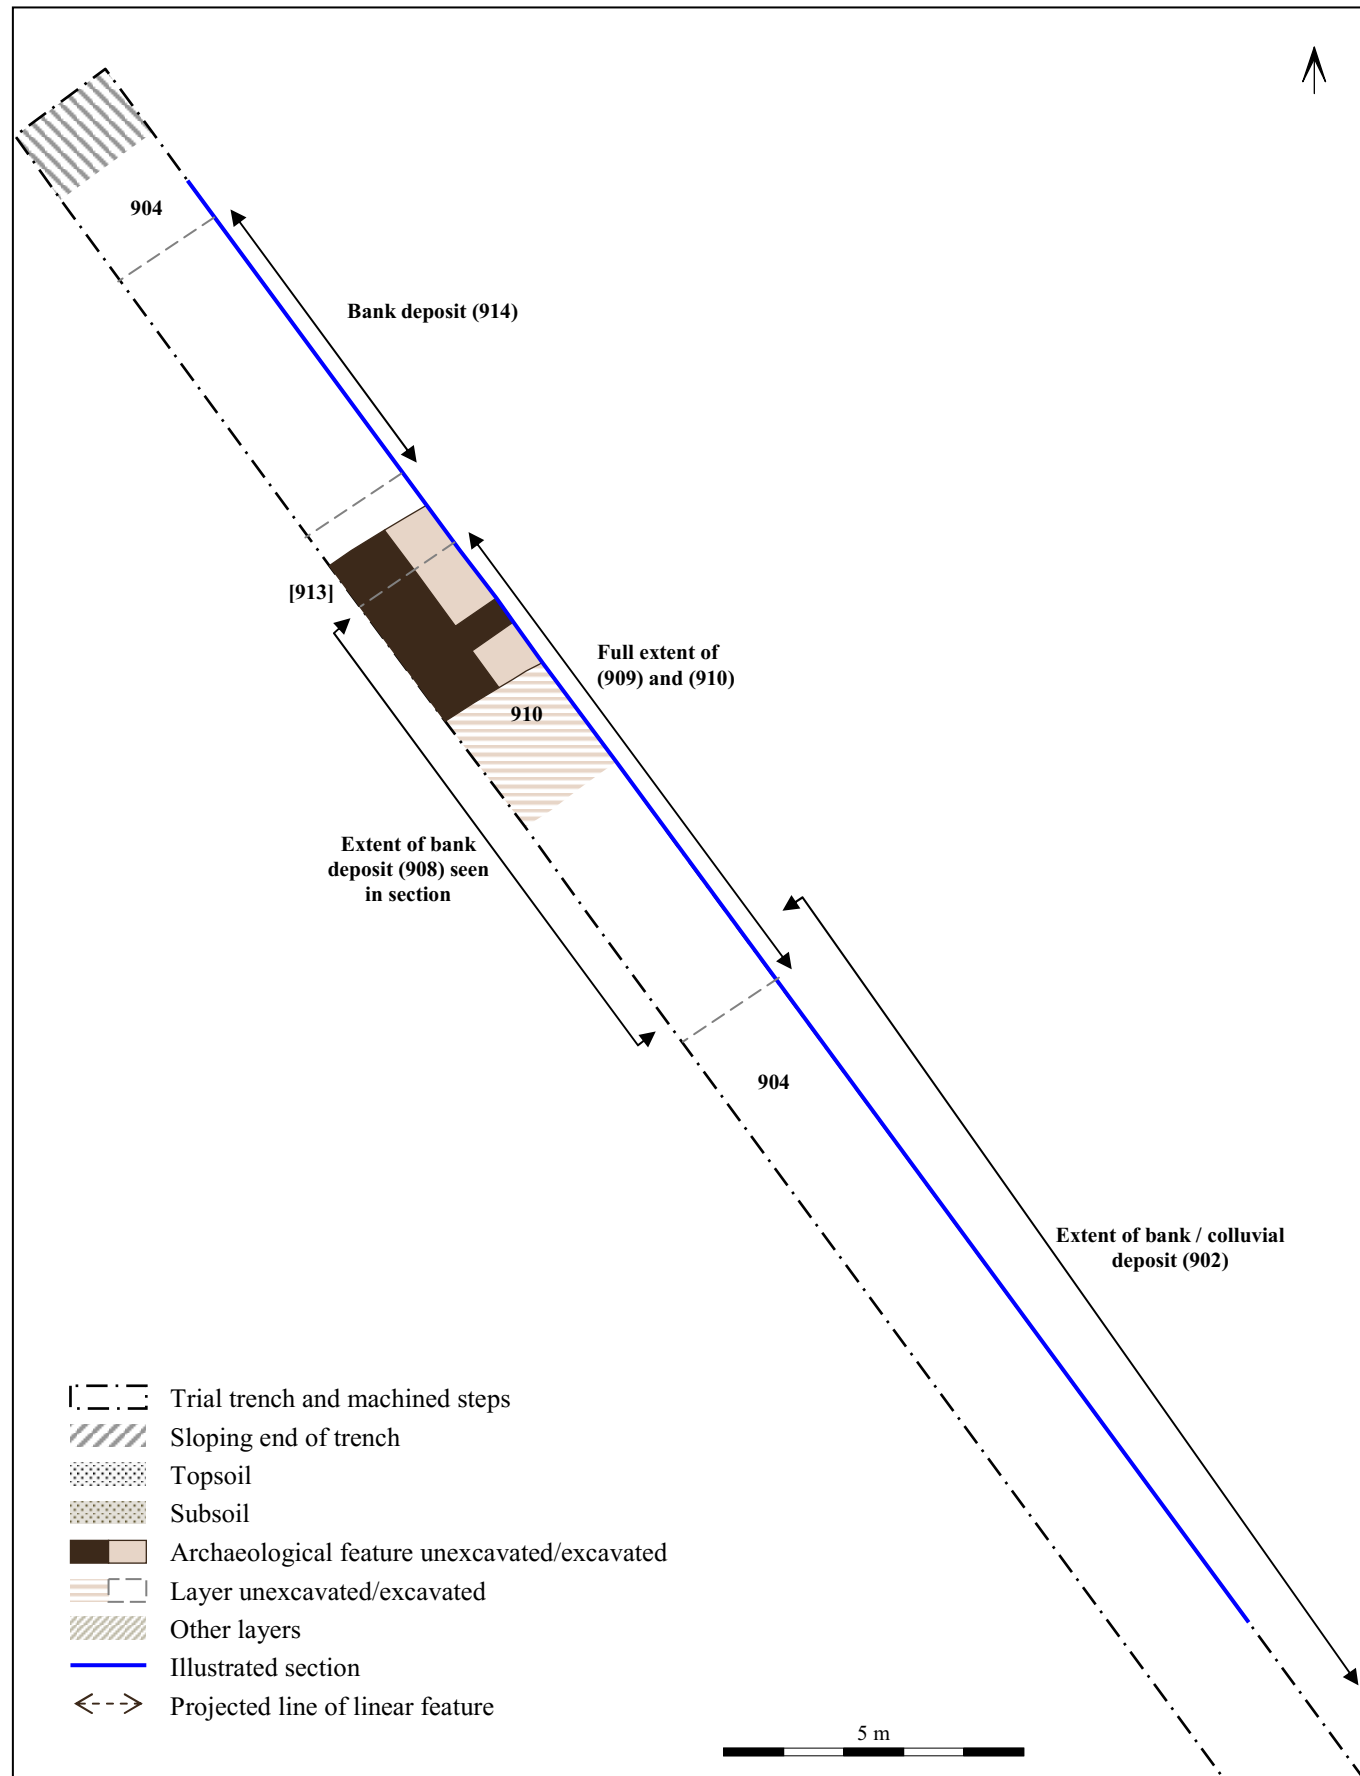 904
Bank deposit (914)
[913]
Full extent of
(909) and (910)
910
Extent of bank
deposit (908) seen
in section
904
Extent of bank / colluvial
deposit (902)
Trial trench and machined steps
Sloping end of trench
Topsoil
Subsoil
Archaeological feature unexcavated/excavated
Layer unexcavated/excavated
Other layers
Illustrated section
Projected line of linear feature
5 m